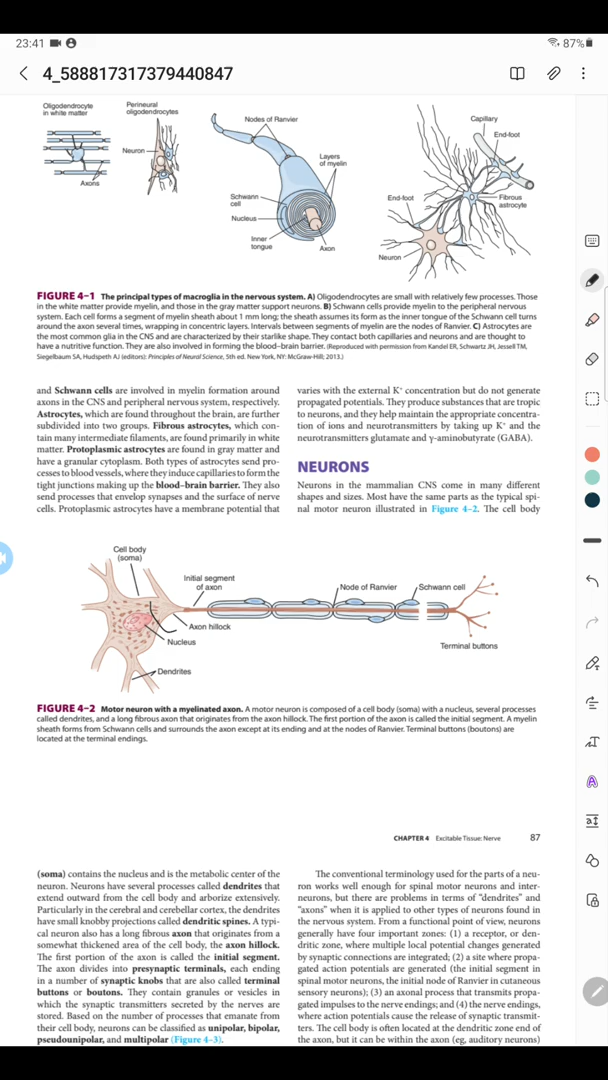 23:41
87%
4_588817317379440847
Oligodendrocyte
in white matter
Perineural
oligodendrocytes
Neuron
Axons
Nodes of Ranvier
Layers
of myelin
Schwann
cell
Nucleus
Inner
tongue
Axon
Capillary
End-foot
End-foot
Fibrous
astrocyte
Neuron
FIGURE 4–1 The principal types of macroglia in the nervous system. A) Oligodendrocytes are small with relatively few processes. Those
in the white matter provide myelin, and those in the gray matter support neurons. B) Schwann cells provide myelin to the peripheral nervous
system. Each cell forms a segment of myelin sheath about 1 mm long; the sheath assumes its form as the inner tongue of the Schwann cell turns
around the axon several times, wrapping in concentric layers. Intervals between segments of myelin are the nodes of Ranvier. C) Astrocytes are
the most common glia in the CNS and are characterized by their starlike shape. They contact both capillaries and neurons and are thought to
have a nutritive function. They are also involved in forming the blood–brain barrier. (Reproduced with permission from Kandel ER, Schwartz JH, Jessell TM,
Siegelbaum SA, Hudspeth AJ (editors): Principles of Neural Science, 5th ed. New York, NY: McGraw-Hill; 2013.)
and Schwann cells are involved in myelin formation around
axons in the CNS and peripheral nervous system, respectively.
Astrocytes, which are found throughout the brain, are further
subdivided into two groups. Fibrous astrocytes, which con-
tain many intermediate filaments, are found primarily in white
matter. Protoplasmic astrocytes are found in gray matter and
have a granular cytoplasm. Both types of astrocytes send pro-
cesses to blood vessels, where they induce capillaries to form the
tight junctions making up the blood–brain barrier. They also
send processes that envelop synapses and the surface of nerve
cells. Protoplasmic astrocytes have a membrane potential that
varies with the external K⁺ concentration but do not generate
propagated potentials. They produce substances that are tropic
to neurons, and they help maintain the appropriate concentra-
tion of ions and neurotransmitters by taking up K⁺ and the
neurotransmitters glutamate and γ-aminobutyrate (GABA).
NEURONS
Neurons in the mammalian CNS come in many different
shapes and sizes. Most have the same parts as the typical spi-
nal motor neuron illustrated in Figure 4–2. The cell body
Cell body
(soma)
Initial segment
of axon
Node of Ranvier
Schwann cell
Axon hillock
Nucleus
Terminal buttons
Dendrites
FIGURE 4–2 Motor neuron with a myelinated axon. A motor neuron is composed of a cell body (soma) with a nucleus, several processes
called dendrites, and a long fibrous axon that originates from the axon hillock. The first portion of the axon is called the initial segment. A myelin
sheath forms from Schwann cells and surrounds the axon except at its ending and at the nodes of Ranvier. Terminal buttons (boutons) are
located at the terminal endings.
CHAPTER 4 Excitable Tissue: Nerve 87
(soma) contains the nucleus and is the metabolic center of the
neuron. Neurons have several processes called dendrites that
extend outward from the cell body and arborize extensively.
Particularly in the cerebral and cerebellar cortex, the dendrites
have small knobby projections called dendritic spines. A typi-
cal neuron also has a long fibrous axon that originates from a
somewhat thickened area of the cell body, the axon hillock.
The first portion of the axon is called the initial segment.
The axon divides into presynaptic terminals, each ending
in a number of synaptic knobs that are also called terminal
buttons or boutons. They contain granules or vesicles in
which the synaptic transmitters secreted by the nerves are
stored. Based on the number of processes that emanate from
their cell body, neurons can be classified as unipolar, bipolar,
pseudounipolar, and multipolar (Figure 4–3).
The conventional terminology used for the parts of a neu-
ron works well enough for spinal motor neurons and inter-
neurons, but there are problems in terms of “dendrites” and
“axons” when it is applied to other types of neurons found in
the nervous system. From a functional point of view, neurons
generally have four important zones: (1) a receptor, or den-
dritic zone, where multiple local potential changes generated
by synaptic connections are integrated; (2) a site where propa-
gated action potentials are generated (the initial segment in
spinal motor neurons, the initial node of Ranvier in cutaneous
sensory neurons); (3) an axonal process that transmits propa-
gated impulses to the nerve endings; and (4) the nerve endings,
where action potentials cause the release of synaptic transmit-
ters. The cell body is often located at the dendritic zone end of
the axon, but it can be within the axon (eg, auditory neurons)